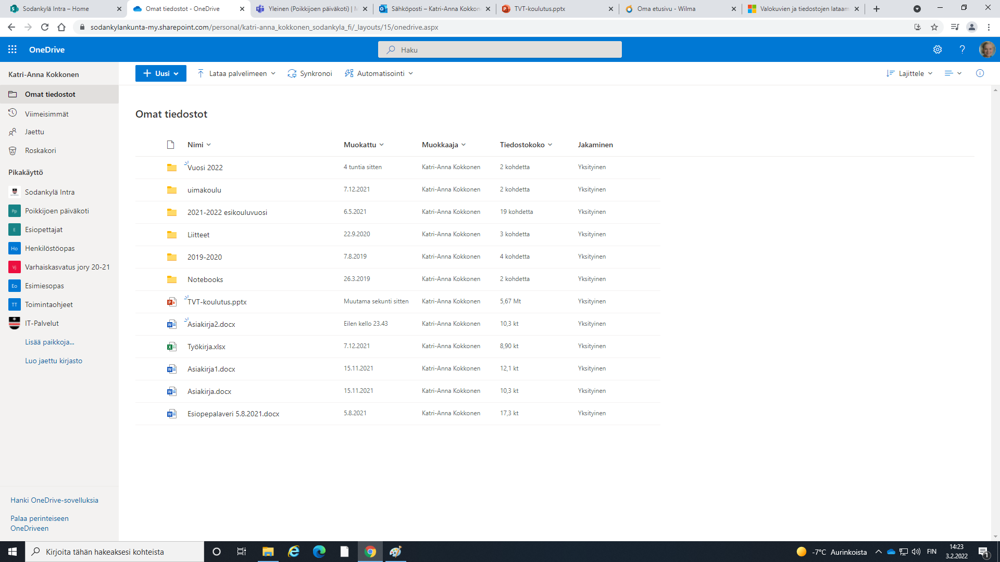 Sodankylä Intra – Home
Omat tiedostot - OneDrive
Yleinen (Poikkijoen päiväkoti) | M
Sähköposti – Katri-Anna Kokkon
TVT-koulutus.pptx
Oma etusivu - Wilma
Valokuvien ja tiedostojen lataam
sodankylankunta-my.sharepoint.com/personal/katri-anna_kokkonen_sodankyla_fi/_layouts/15/onedrive.aspx
OneDrive
Haku
Katri-Anna Kokkonen
Uusi
Lataa palvelimeen
Synkronoi
Automatisointi
Lajittele
Omat tiedostot
Viimeisimmät
Jaettu
Roskakori
Pikakäyttö
Sodankylä Intra
Pp Poikkijoen päiväkoti
E Esiopettajat
Ho Henkilöstöopas
Vj Varhaiskasvatus jory 20-21
Eo Esimiesopas
TT Toimintaohjeet
IT-Palvelut
Lisää paikkoja...
Luo jaettu kirjasto
Hanki OneDrive-sovelluksia
Palaa perinteiseen
OneDriveen
Omat tiedostot
Nimi Muokattu Muokkaaja Tiedostokoko Jakaminen
Vuosi 2022 4 tuntia sitten Katri-Anna Kokkonen 2 kohdetta Yksityinen
uimakoulu 7.12.2021 Katri-Anna Kokkonen 2 kohdetta Yksityinen
2021-2022 esikouluvuosi 6.5.2021 Katri-Anna Kokkonen 19 kohdetta Yksityinen
Liitteet 22.9.2020 Katri-Anna Kokkonen 3 kohdetta Yksityinen
2019-2020 7.8.2019 Katri-Anna Kokkonen 4 kohdetta Yksityinen
Notebooks 26.3.2019 Katri-Anna Kokkonen 2 kohdetta Yksityinen
TVT-koulutus.pptx Muutama sekunti sitten Katri-Anna Kokkonen 5,67 Mt Yksityinen
Asiakirja2.docx Eilen kello 23.43 Katri-Anna Kokkonen 10,3 kt Yksityinen
Työkirja.xlsx 7.12.2021 Katri-Anna Kokkonen 8,90 kt Yksityinen
Asiakirja1.docx 15.11.2021 Katri-Anna Kokkonen 12,1 kt Yksityinen
Asiakirja.docx 15.11.2021 Katri-Anna Kokkonen 10,3 kt Yksityinen
Esiopepalaveri 5.8.2021.docx 5.8.2021 Katri-Anna Kokkonen 17,3 kt Yksityinen
Kirjoita tähän hakeaksesi kohteista
-7°C Aurinkoista
FIN
14:23
3.2.2022
1